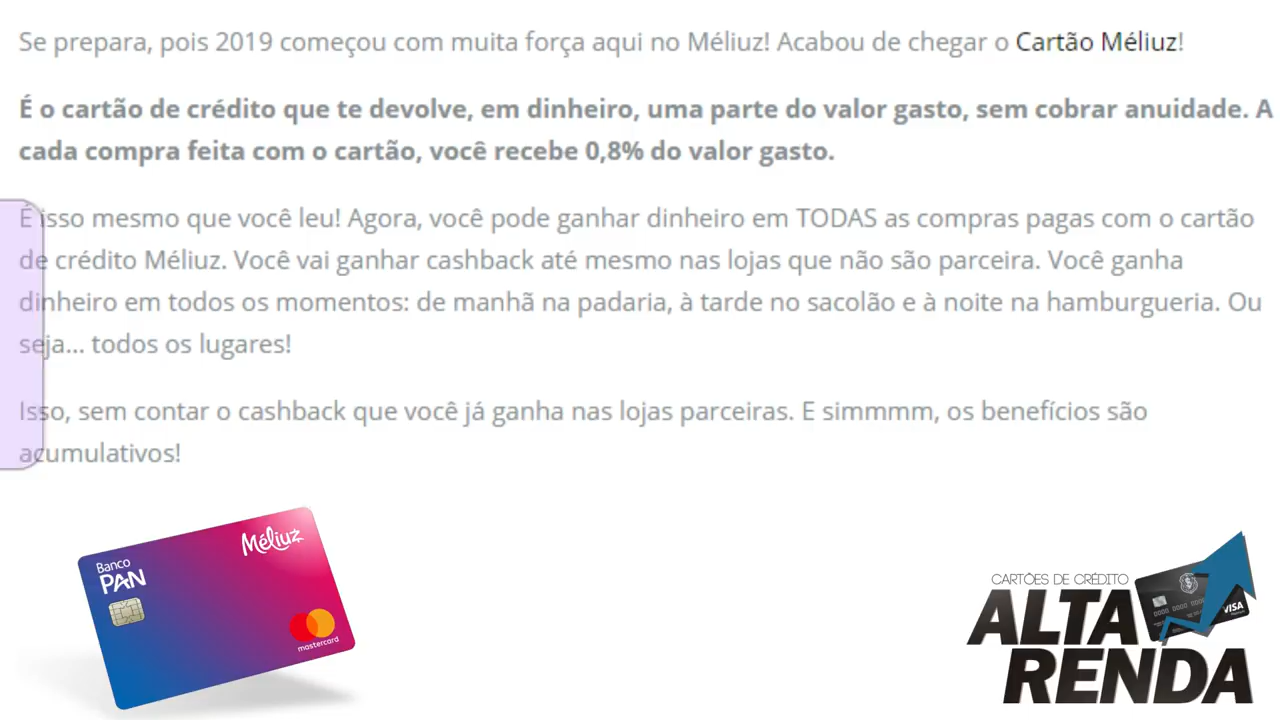 Se prepara, pois 2019 começou com muita força aqui no Méliuz! Acabou de chegar o Cartão Méliuz!
É o cartão de crédito que te devolve, em dinheiro, uma parte do valor gasto, sem cobrar anuidade. A
cada compra feita com o cartão, você recebe 0,8% do valor gasto.
É isso mesmo que você leu! Agora, você pode ganhar dinheiro em TODAS as compras pagas com o cartão
de crédito Méliuz. Você vai ganhar cashback até mesmo nas lojas que não são parceira. Você ganha
dinheiro em todos os momentos: de manhã na padaria, à tarde no sacolão e à noite na hamburgueria. Ou
seja... todos os lugares!
Isso, sem contar o cashback que você já ganha nas lojas parceiras. E simmmm, os benefícios são
acumulativos!
Méliuz
Banco
PAN
mastercard
CARTÕES DE CRÉDITO
ALTA
RENDA
VISA